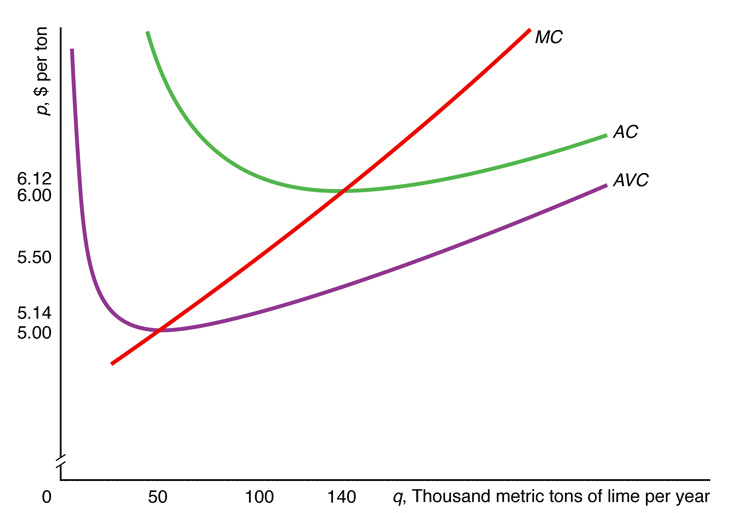 p, $ per ton
MC
AC
AVC
6.12
6.00
5.50
5.14
5.00
0 50 100 140 q, Thousand metric tons of lime per year